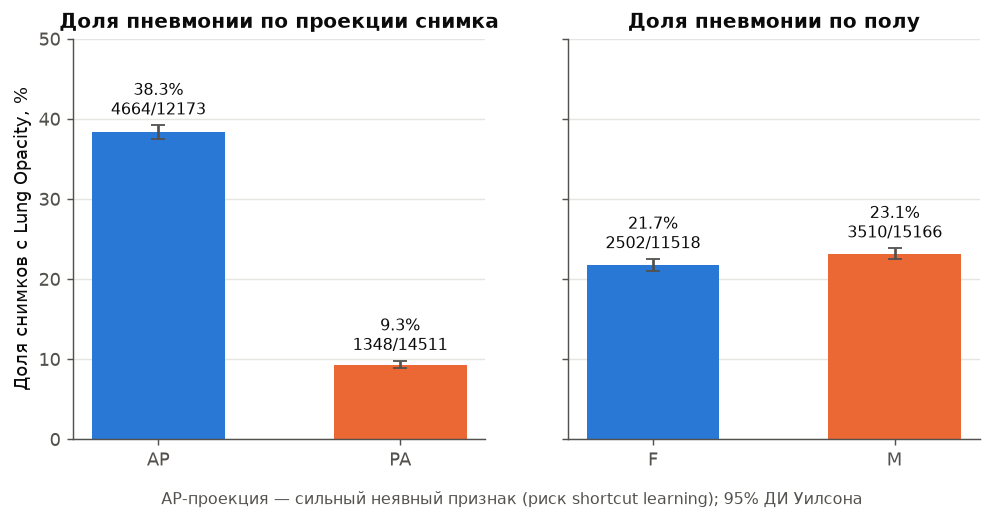 Доля пневмонии по проекции снимка
Доля снимков с Lung Opacity, %
50
40
30
20
10
0
38.3%
4664/12173
9.3%
1348/14511
AP
PA
Доля пневмонии по полу
21.7%
2502/11518
23.1%
3510/15166
F
M
AP-проекция — сильный неявный признак (риск shortcut learning); 95% ДИ Уилсона